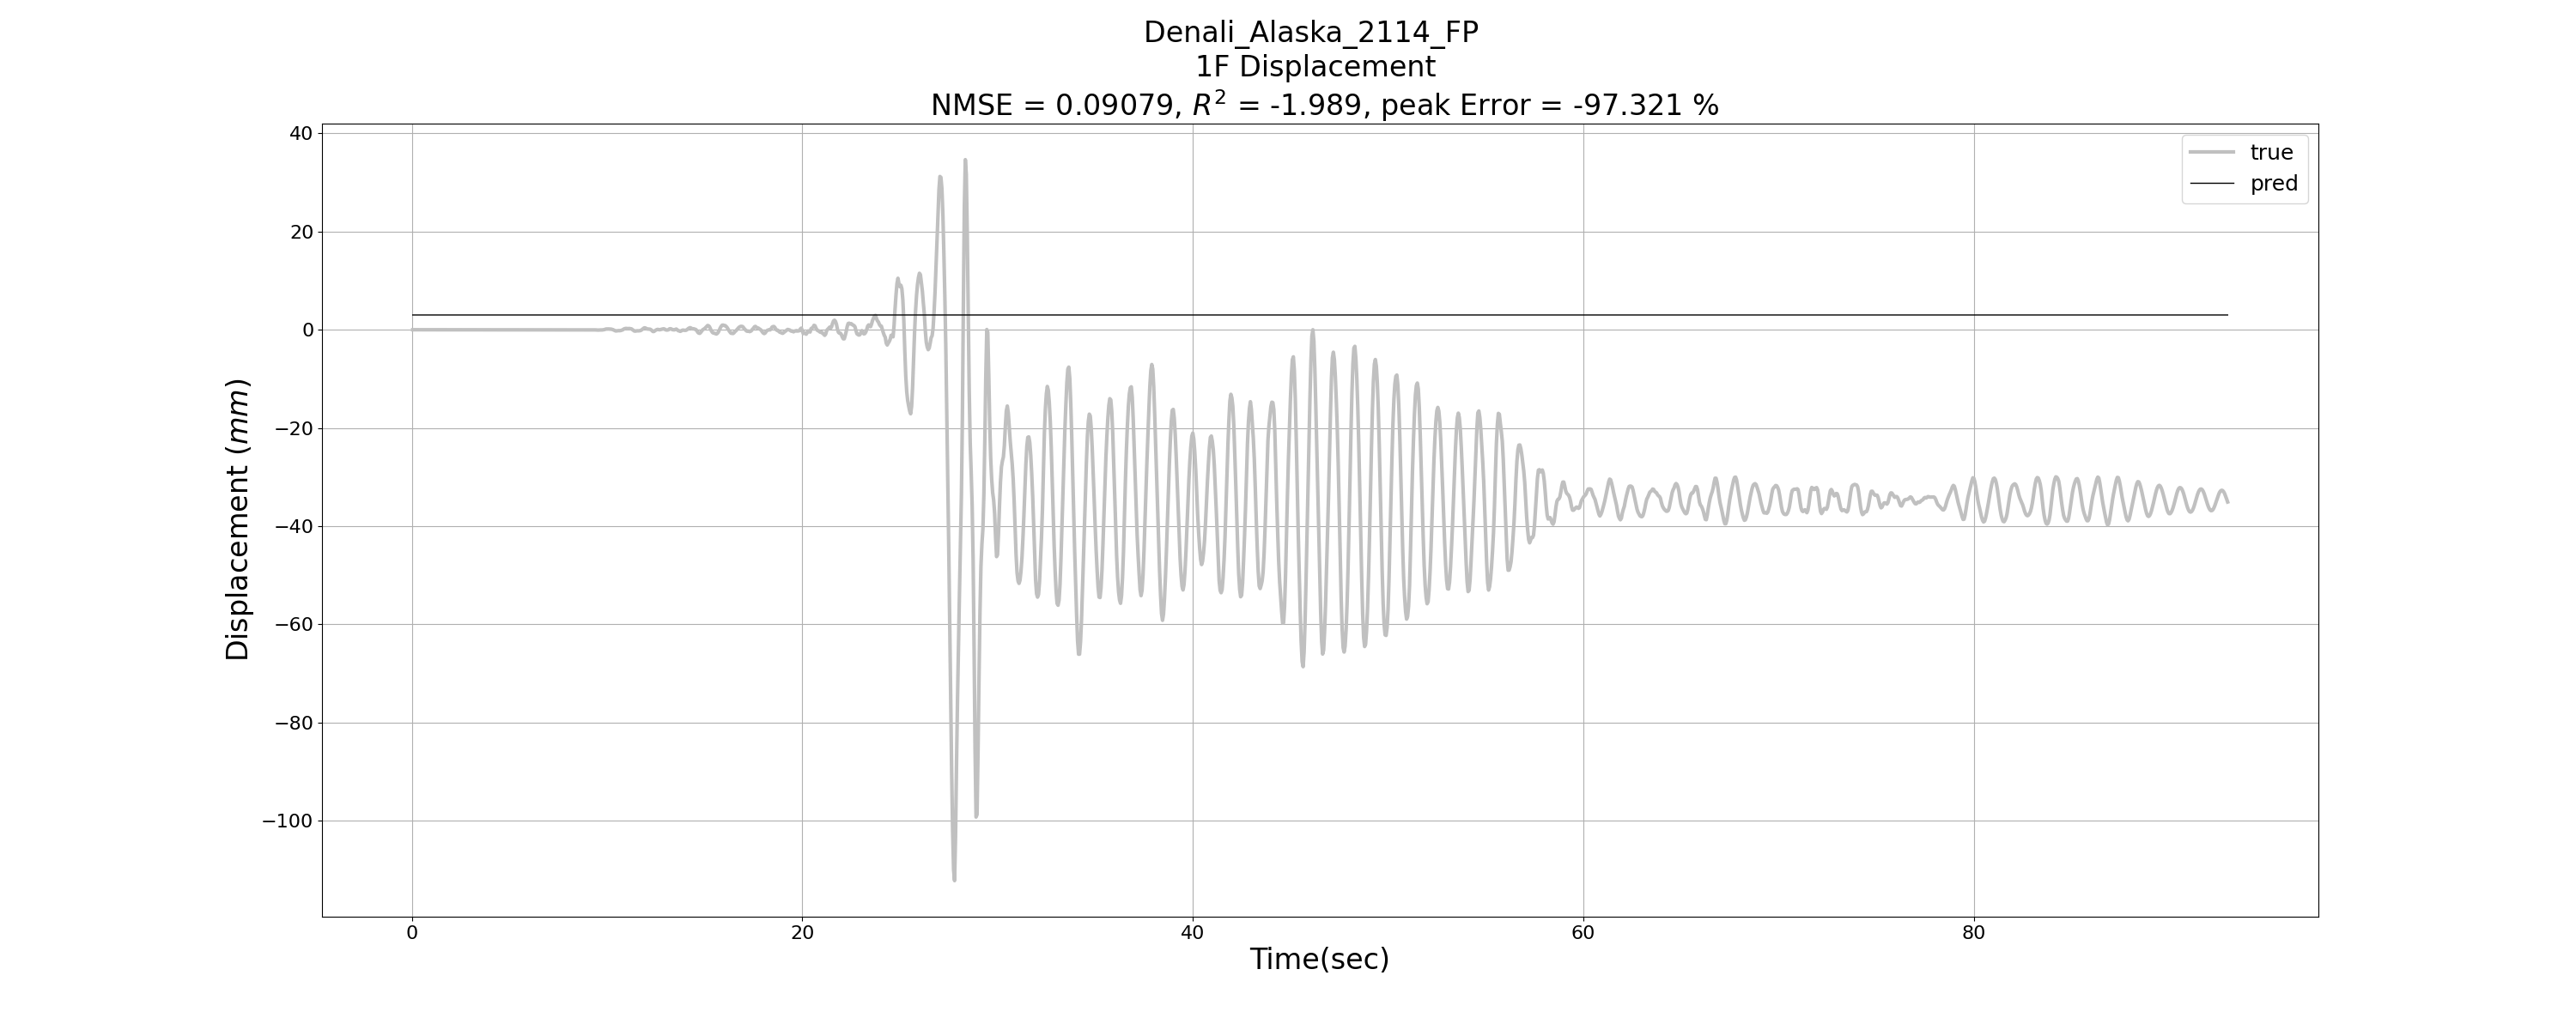 Denali_Alaska_2114_FP
1F Displacement
NMSE = 0.09079, R² = -1.989, peak Error = -97.321 %
40
20
0
−20
−40
−60
−80
−100
Displacement (mm)
true
pred
0 20 40 60 80
Time(sec)